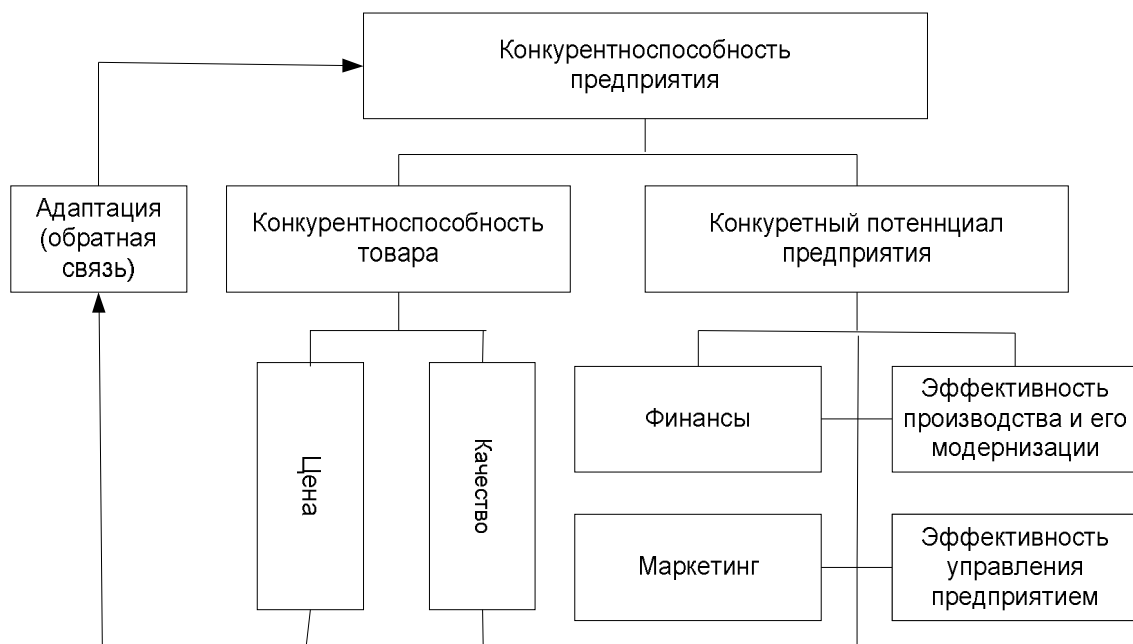 Конкурентноспособность
предприятия
Адаптация
(обратная
связь)
Конкурентноспособность
товара
Конкуретный потеннциал
предприятия
Цена
Качество
Финансы
Эффективность
производства и его
модернизации
Маркетинг
Эффективность
управления
предприятием